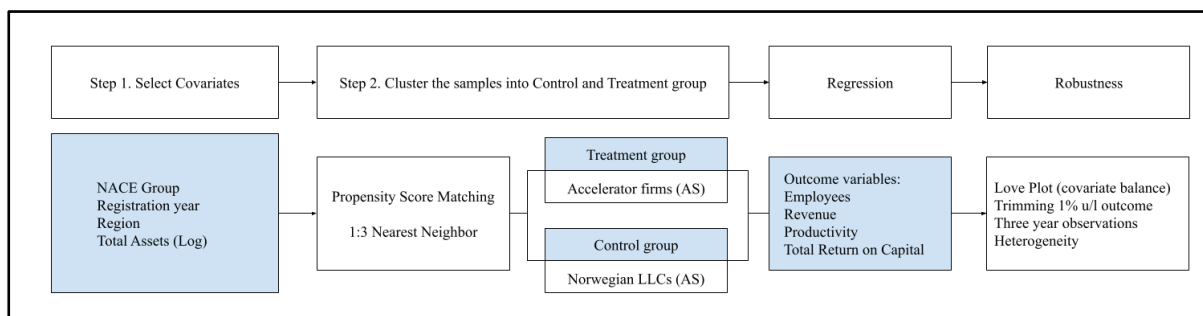 Step 1. Select Covariates
Step 2. Cluster the samples into Control and Treatment group
Regression
Robustness
NACE Group
Registration year
Region
Total Assets (Log)
Propensity Score Matching
1:3 Nearest Neighbor
Treatment group
Accelerator firms (AS)
Control group
Norwegian LLCs (AS)
Outcome variables:
Employees
Revenue
Productivity
Total Return on Capital
Love Plot (covariate balance)
Trimming 1% u/l outcome
Three year observations
Heterogeneity